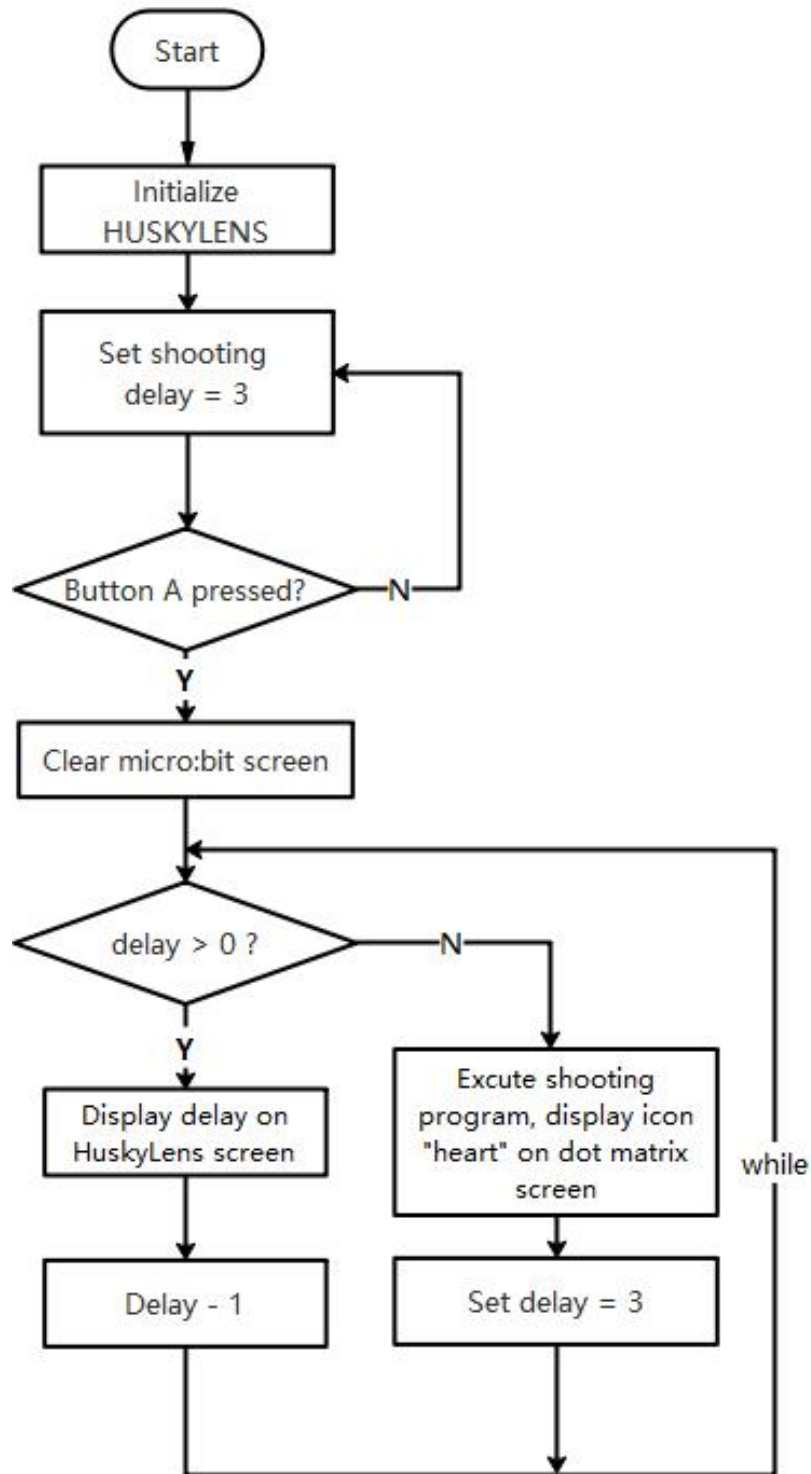 Start
Initialize
HUSKYLENS
Set shooting
delay = 3
Button A pressed?
N
Y
Clear micro:bit screen
delay > 0 ?
N
Y
Display delay on
HuskyLens screen
Excute shooting
program, display icon
"heart" on dot matrix
screen
while
Delay - 1
Set delay = 3